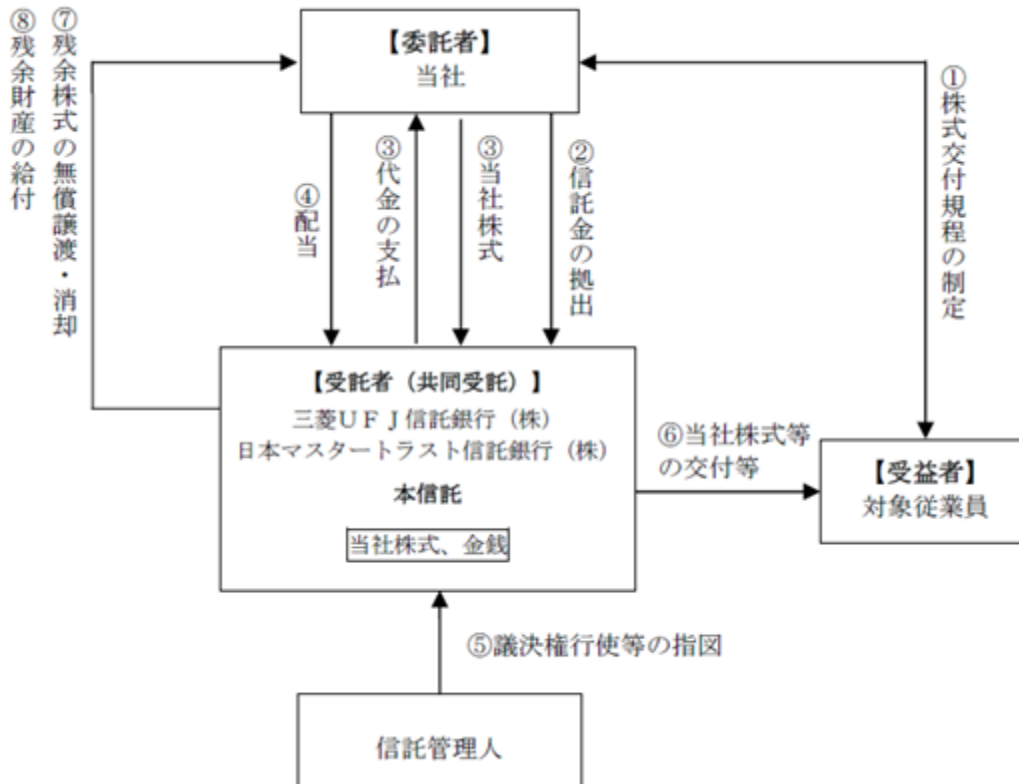 ⑧残余財産の給付
⑦残余株式の無償譲渡・消却
【委託者】
当社
④配当
③代金の支払
③当社株式
②信託金の拠出
①株式交付規程の制定
【受託者（共同受託）】
三菱ＵＦＪ信託銀行（株）
日本マスタートラスト信託銀行（株）
本信託
当社株式、金銭
⑥当社株式等
の交付等
【受益者】
対象従業員
⑤議決権行使等の指図
信託管理人